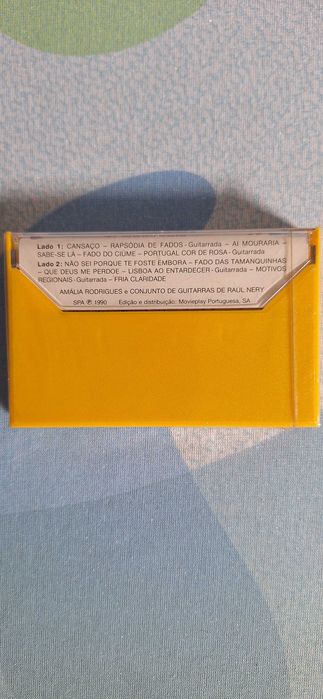 Lado 1: CANSAÇO – RAPSÓDIA DE FADOS - Guitarrada – AI MOURARIA –
SABE-SE LÁ – FADO DO CIUME – PORTUGAL COR DE ROSA - Guitarrada
Lado 2: NÃO SEI PORQUE TE FOSTE EMBORA – FADO DAS TAMANQUINHAS
– QUE DEUS ME PERDOE – LISBOA AO ENTARDECER - Guitarrada – MOTIVOS
REGIONAIS - Guitarrada – FRIA CLARIDADE
AMÁLIA RODRIGUES e CONJUNTO DE GUITARRAS DE RAÚL NERY
SPA ℗ 1990 Edição e distribuição: Movieplay Portuguesa, SA